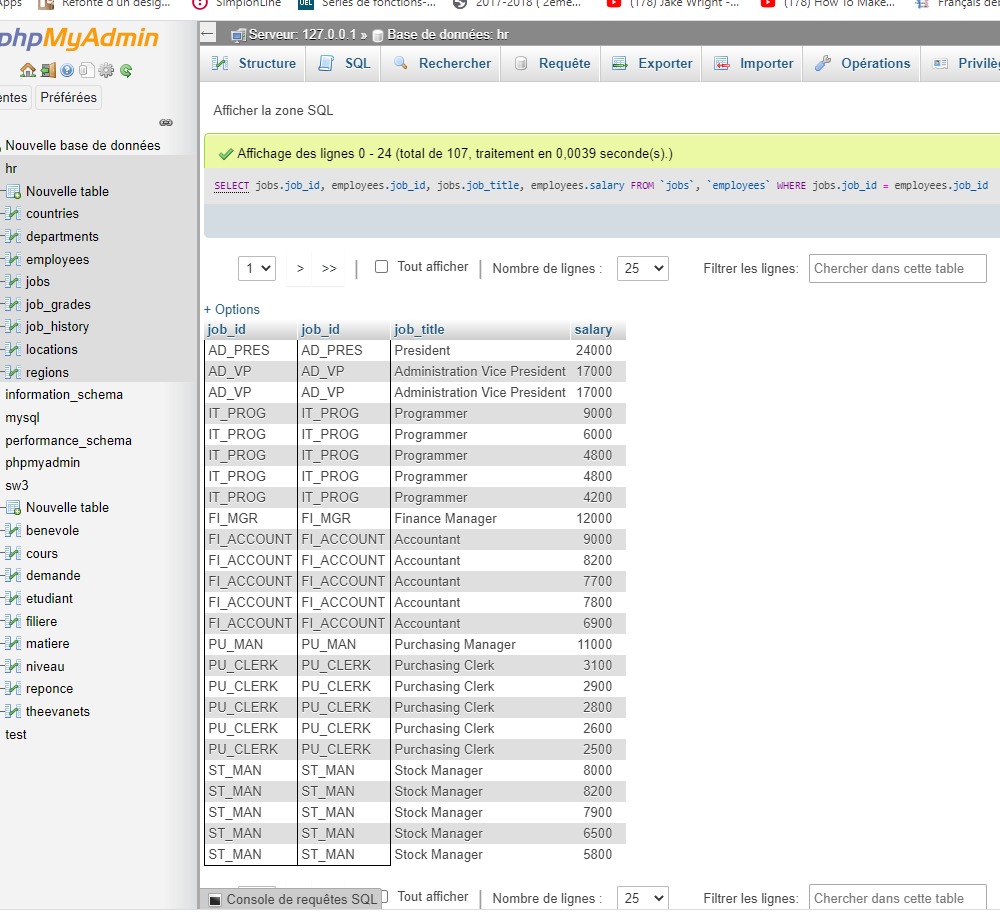 Apps Refonte d'un desig... SimplonLine Séries de fonctions-... 2017-2018 ( 2ème... (178) Jake Wright -... (178) How To Make... Français de
phpMyAdmin
Serveur: 127.0.0.1 » Base de données: hr
Structure SQL Rechercher Requête Exporter Importer Opérations Privilèg
entes Préférées
Afficher la zone SQL
Affichage des lignes 0 - 24 (total de 107, traitement en 0,0039 seconde(s).)
SELECT jobs.job_id, employees.job_id, jobs.job_title, employees.salary FROM `jobs`, `employees` WHERE jobs.job_id = employees.job_id
Nouvelle base de données
hr
Nouvelle table
countries
departments
employees
jobs
job_grades
job_history
locations
regions
information_schema
mysql
performance_schema
phpmyadmin
sw3
Nouvelle table
benevole
cours
demande
etudiant
filiere
matiere
niveau
reponce
theevanets
test
1 > >> | Tout afficher | Nombre de lignes : 25 Filtrer les lignes: Chercher dans cette table
+ Options
job_id job_id job_title salary
AD_PRES AD_PRES President 24000
AD_VP AD_VP Administration Vice President 17000
AD_VP AD_VP Administration Vice President 17000
IT_PROG IT_PROG Programmer 9000
IT_PROG IT_PROG Programmer 6000
IT_PROG IT_PROG Programmer 4800
IT_PROG IT_PROG Programmer 4800
IT_PROG IT_PROG Programmer 4200
FI_MGR FI_MGR Finance Manager 12000
FI_ACCOUNT FI_ACCOUNT Accountant 9000
FI_ACCOUNT FI_ACCOUNT Accountant 8200
FI_ACCOUNT FI_ACCOUNT Accountant 7700
FI_ACCOUNT FI_ACCOUNT Accountant 7800
FI_ACCOUNT FI_ACCOUNT Accountant 6900
PU_MAN PU_MAN Purchasing Manager 11000
PU_CLERK PU_CLERK Purchasing Clerk 3100
PU_CLERK PU_CLERK Purchasing Clerk 2900
PU_CLERK PU_CLERK Purchasing Clerk 2800
PU_CLERK PU_CLERK Purchasing Clerk 2600
PU_CLERK PU_CLERK Purchasing Clerk 2500
ST_MAN ST_MAN Stock Manager 8000
ST_MAN ST_MAN Stock Manager 8200
ST_MAN ST_MAN Stock Manager 7900
ST_MAN ST_MAN Stock Manager 6500
ST_MAN ST_MAN Stock Manager 5800
Console de requêtes SQL Tout afficher | Nombre de lignes : 25 Filtrer les lignes: Chercher dans cette table